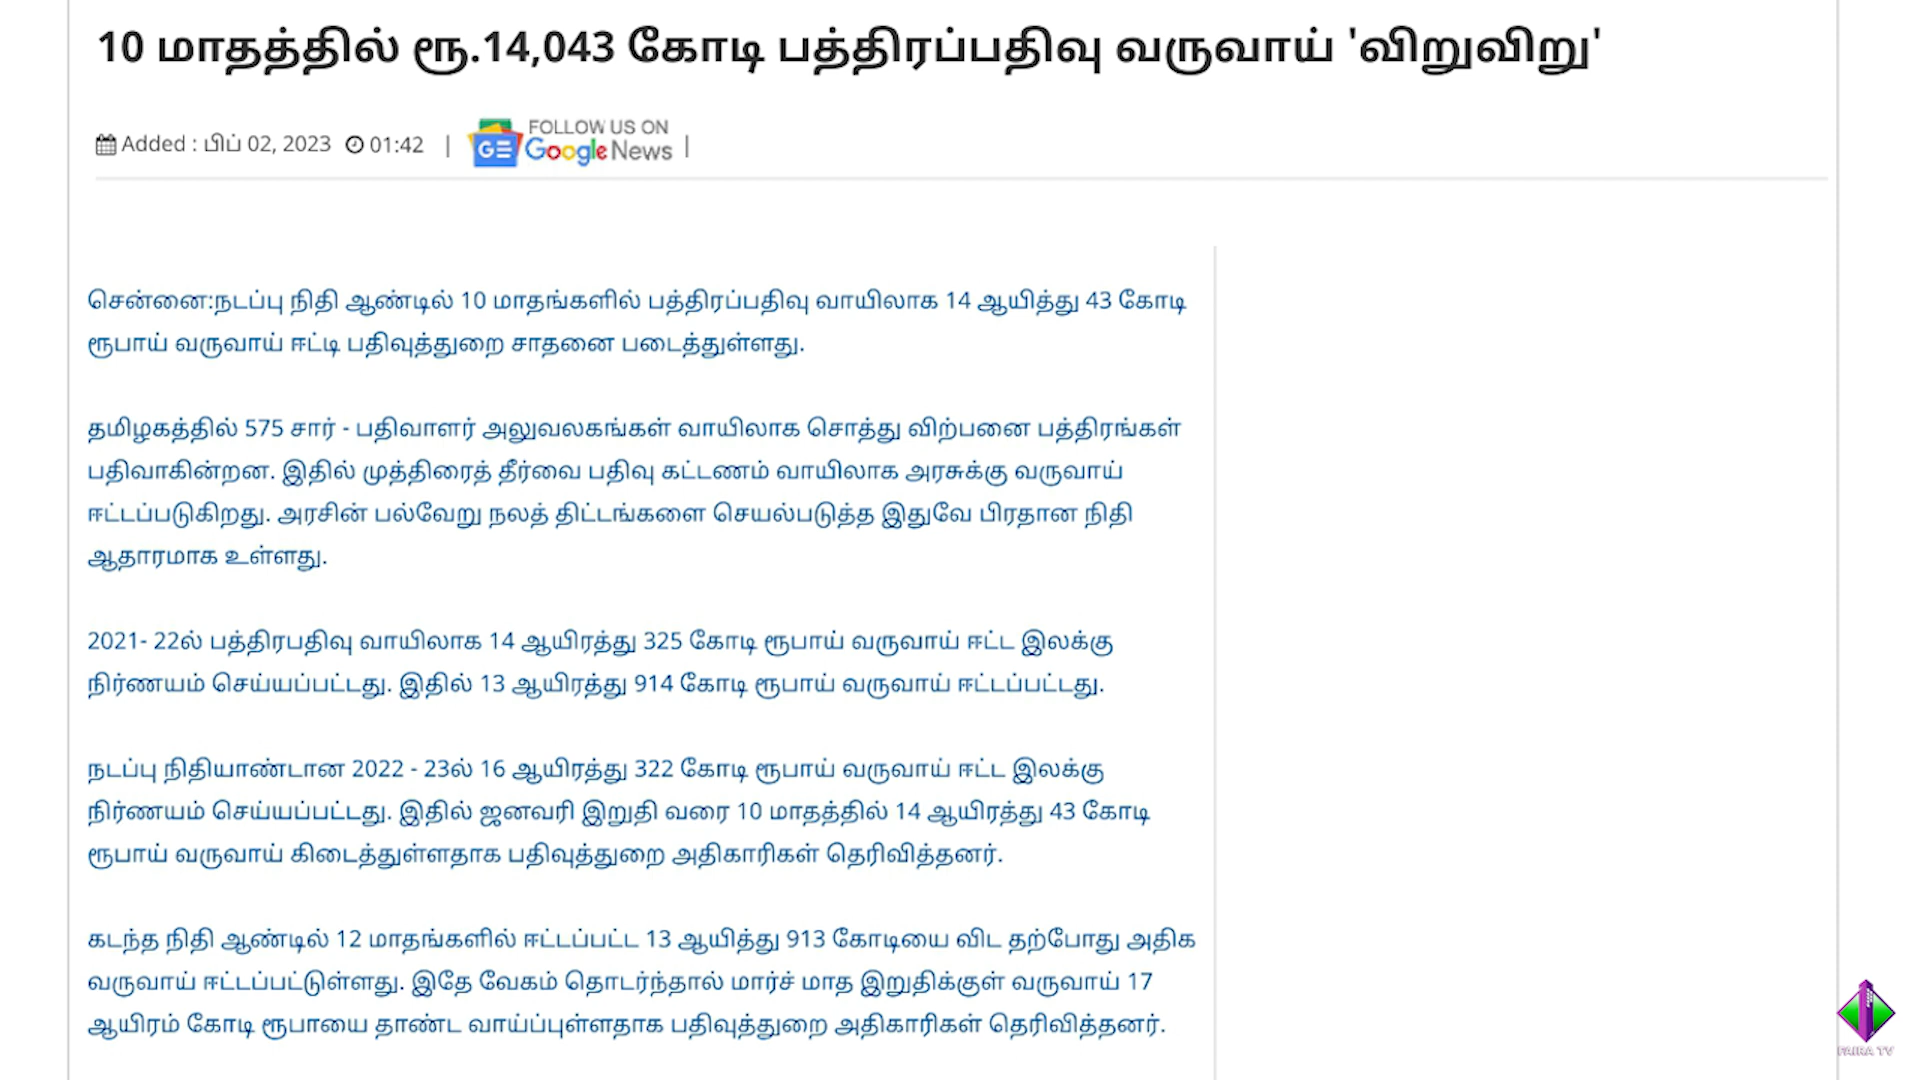 10 மாதத்தில் ரூ.14,043 கோடி பத்திரப்பதிவு வருவாய் 'விறுவிறு'
Added : பிப் 02, 2023 01:42 | GE FOLLOW US ON Google News |
சென்னை:நடப்பு நிதி ஆண்டில் 10 மாதங்களில் பத்திரப்பதிவு வாயிலாக 14 ஆயித்து 43 கோடி
ரூபாய் வருவாய் ஈட்டி பதிவுத்துறை சாதனை படைத்துள்ளது.
தமிழகத்தில் 575 சார் - பதிவாளர் அலுவலகங்கள் வாயிலாக சொத்து விற்பனை பத்திரங்கள்
பதிவாகின்றன. இதில் முத்திரைத் தீர்வை பதிவு கட்டணம் வாயிலாக அரசுக்கு வருவாய்
ஈட்டப்படுகிறது. அரசின் பல்வேறு நலத் திட்டங்களை செயல்படுத்த இதுவே பிரதான நிதி
ஆதாரமாக உள்ளது.
2021- 22ல் பத்திரபதிவு வாயிலாக 14 ஆயிரத்து 325 கோடி ரூபாய் வருவாய் ஈட்ட இலக்கு
நிர்ணயம் செய்யப்பட்டது. இதில் 13 ஆயிரத்து 914 கோடி ரூபாய் வருவாய் ஈட்டப்பட்டது.
நடப்பு நிதியாண்டான 2022 - 23ல் 16 ஆயிரத்து 322 கோடி ரூபாய் வருவாய் ஈட்ட இலக்கு
நிர்ணயம் செய்யப்பட்டது. இதில் ஜனவரி இறுதி வரை 10 மாதத்தில் 14 ஆயிரத்து 43 கோடி
ரூபாய் வருவாய் கிடைத்துள்ளதாக பதிவுத்துறை அதிகாரிகள் தெரிவித்தனர்.
கடந்த நிதி ஆண்டில் 12 மாதங்களில் ஈட்டப்பட்ட 13 ஆயித்து 913 கோடியை விட தற்போது அதிக
வருவாய் ஈட்டப்பட்டுள்ளது. இதே வேகம் தொடர்ந்தால் மார்ச் மாத இறுதிக்குள் வருவாய் 17
ஆயிரம் கோடி ரூபாயை தாண்ட வாய்ப்புள்ளதாக பதிவுத்துறை அதிகாரிகள் தெரிவித்தனர்.
FAIRA TV